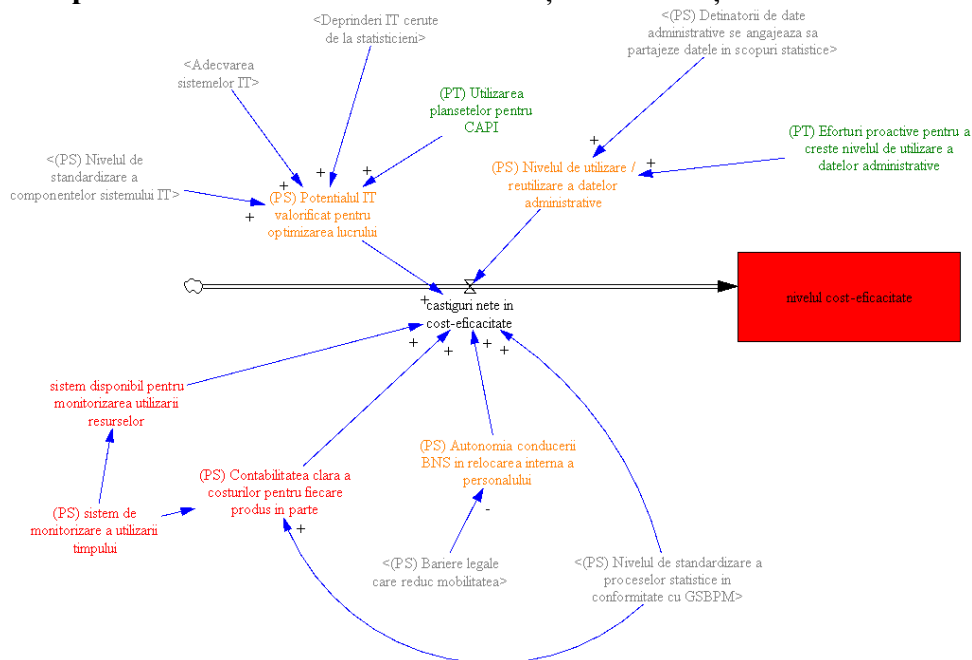 <Deprinderi IT cerute
de la statisticieni>
<(PS) Detinatorii de date
administrative se angajeaza sa
partajeze datele in scopuri statistice>
<Adecvarea
sistemelor IT>
(PT) Utilizarea
plansetelor pentru
CAPI
(PT) Eforturi proactive pentru a
creste nivelul de utilizare a
datelor administrative
<(PS) Nivelul de
standardizare a
componentelor sistemului IT>
(PS) Potentialul IT
valorificat pentru
optimizarea lucrului
(PS) Nivelul de utilizare /
reutilizare a datelor
administrative
+
+
+
+
+
+
nivelul cost-eficacitate
+
castiguri nete in
cost-eficacitate
+
+
+
+
sistem disponibil pentru
monitorizarea utilizarii
resurselor
(PS) Contabilitatea clara a
costurilor pentru fiecare
produs in parte
+
(PS) Autonomia conducerii
BNS in relocarea interna a
personalului
-
(PS) sistem de
monitorizare a utilizarii
timpului
<(PS) Bariere legale
care reduc mobilitatea>
<(PS) Nivelul de standardizare a
proceselor statistice in
conformitate cu GSBPM>